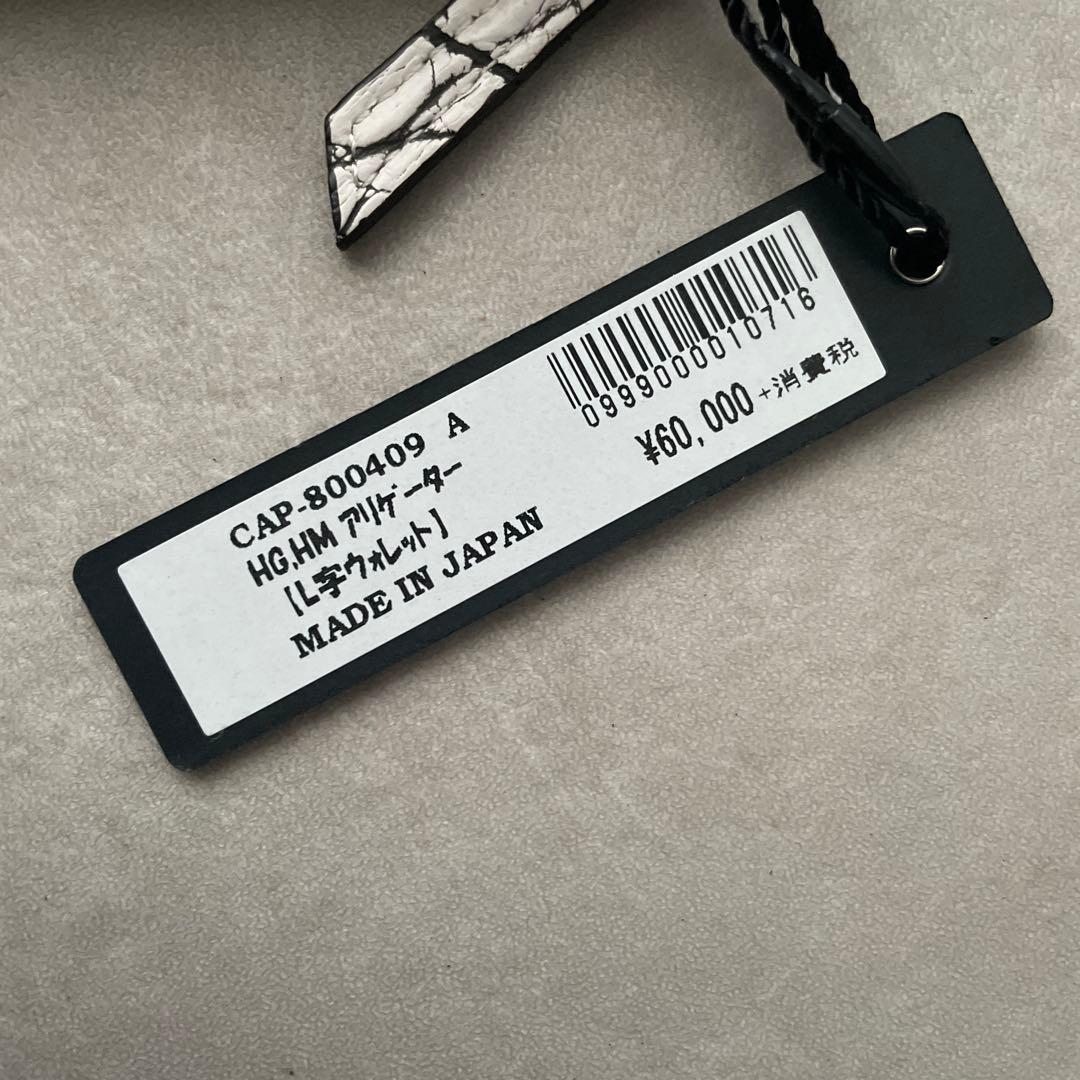 CAP-800409 A
HG.HM アリゲーター
【L字ウォレット】
MADE IN JAPAN
0999000010716
¥60,000 +消費税